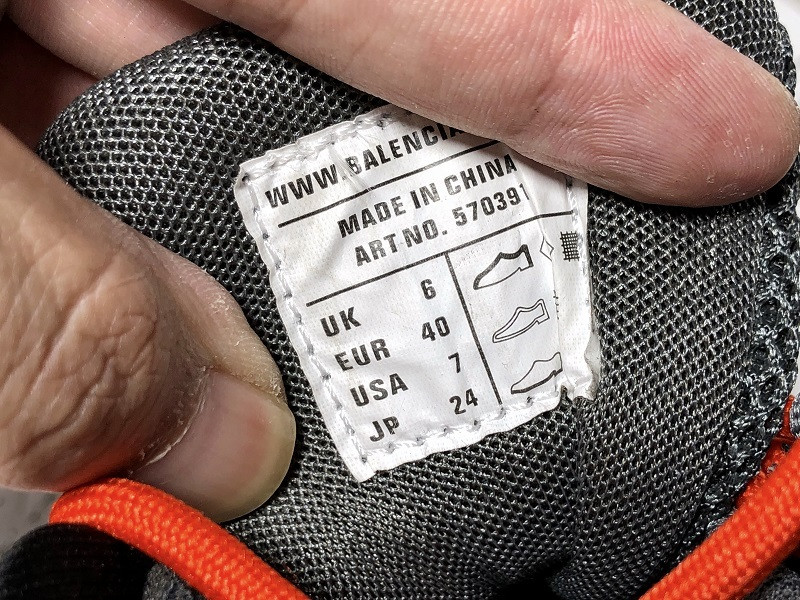 WWW.BALENCIA
MADE IN CHINA
ART NO. 570391
UK 6
EUR 40
USA 7
JP 24